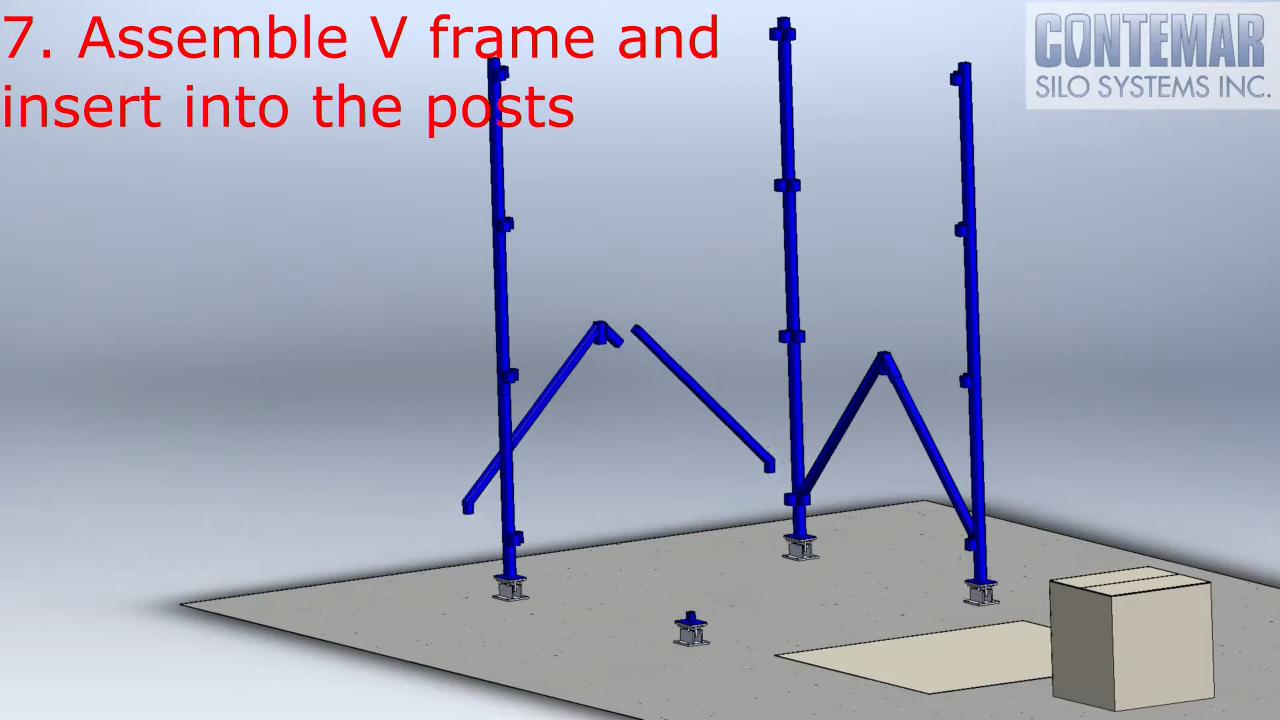 7. Assemble V frame and
insert into the posts
CONTEMAR
SILO SYSTEMS INC.